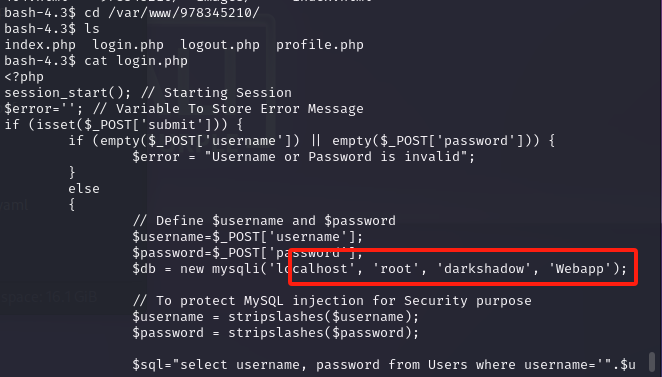 bash-4.3$ cd /var/www/978345210/
bash-4.3$ ls
index.php  login.php  logout.php  profile.php
bash-4.3$ cat login.php
<?php
session_start(); // Starting Session
$error=''; // Variable To Store Error Message
if (isset($_POST['submit'])) {
        if (empty($_POST['username']) || empty($_POST['password'])) {
                $error = "Username or Password is invalid";
        }
        else
        {
                // Define $username and $password
                $username=$_POST['username'];
                $password=$_POST['password'];
                $db = new mysqli('localhost', 'root', 'darkshadow', 'Webapp');

                // To protect MySQL injection for Security purpose
                $username = stripslashes($username);
                $password = stripslashes($password);

                $sql="select username, password from Users where username='".$u